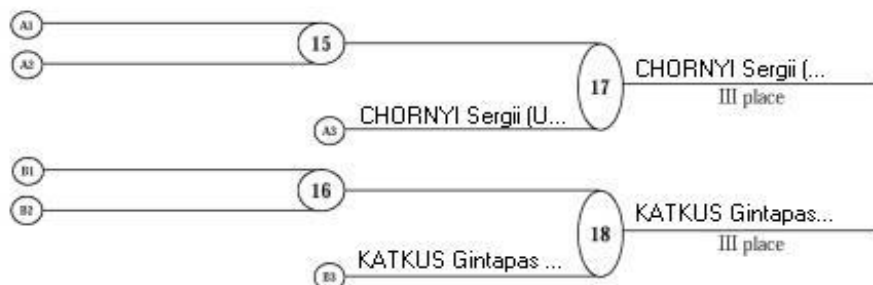 A1
15
A2
CHORNYI Sergii (...
17
III place
A3 CHORNYI Sergii (U...
B1
16
B2
KATKUS Gintapas...
18
III place
B3 KATKUS Gintapas ...